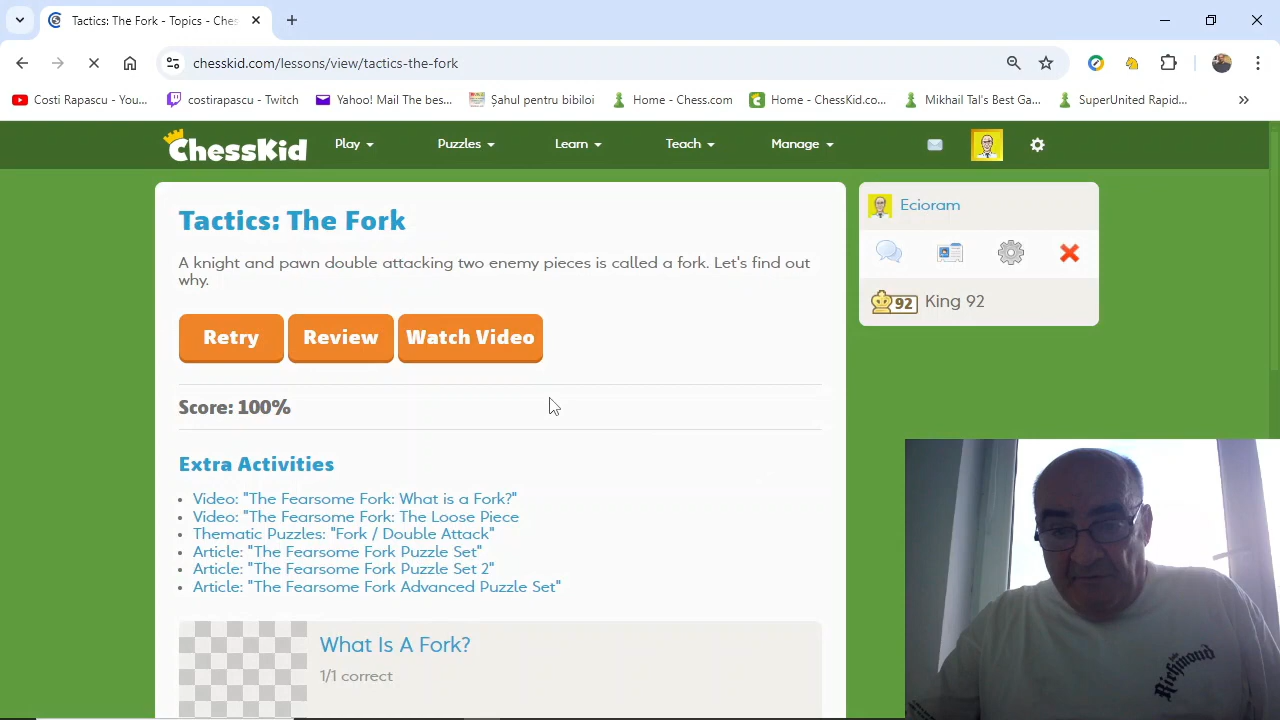 Tactics: The Fork - Topics - Ches
chesskid.com/lessons/view/tactics-the-fork
Costi Rapascu - You...
costirapascu - Twitch
Yahoo! Mail The bes...
Șahul pentru bibiloi
Home - Chess.com
Home - ChessKid.co...
Mikhail Tal's Best Ga...
SuperUnited Rapid...
ChessKid
Play
Puzzles
Learn
Teach
Manage
Tactics: The Fork
A knight and pawn double attacking two enemy pieces is called a fork. Let's find out
why.
Retry
Review
Watch Video
Score: 100%
Extra Activities
Video: "The Fearsome Fork: What is a Fork?"
Video: "The Fearsome Fork: The Loose Piece
Thematic Puzzles: "Fork / Double Attack"
Article: "The Fearsome Fork Puzzle Set"
Article: "The Fearsome Fork Puzzle Set 2"
Article: "The Fearsome Fork Advanced Puzzle Set"
What Is A Fork?
1/1 correct
Ecioram
92 King 92
Richmond